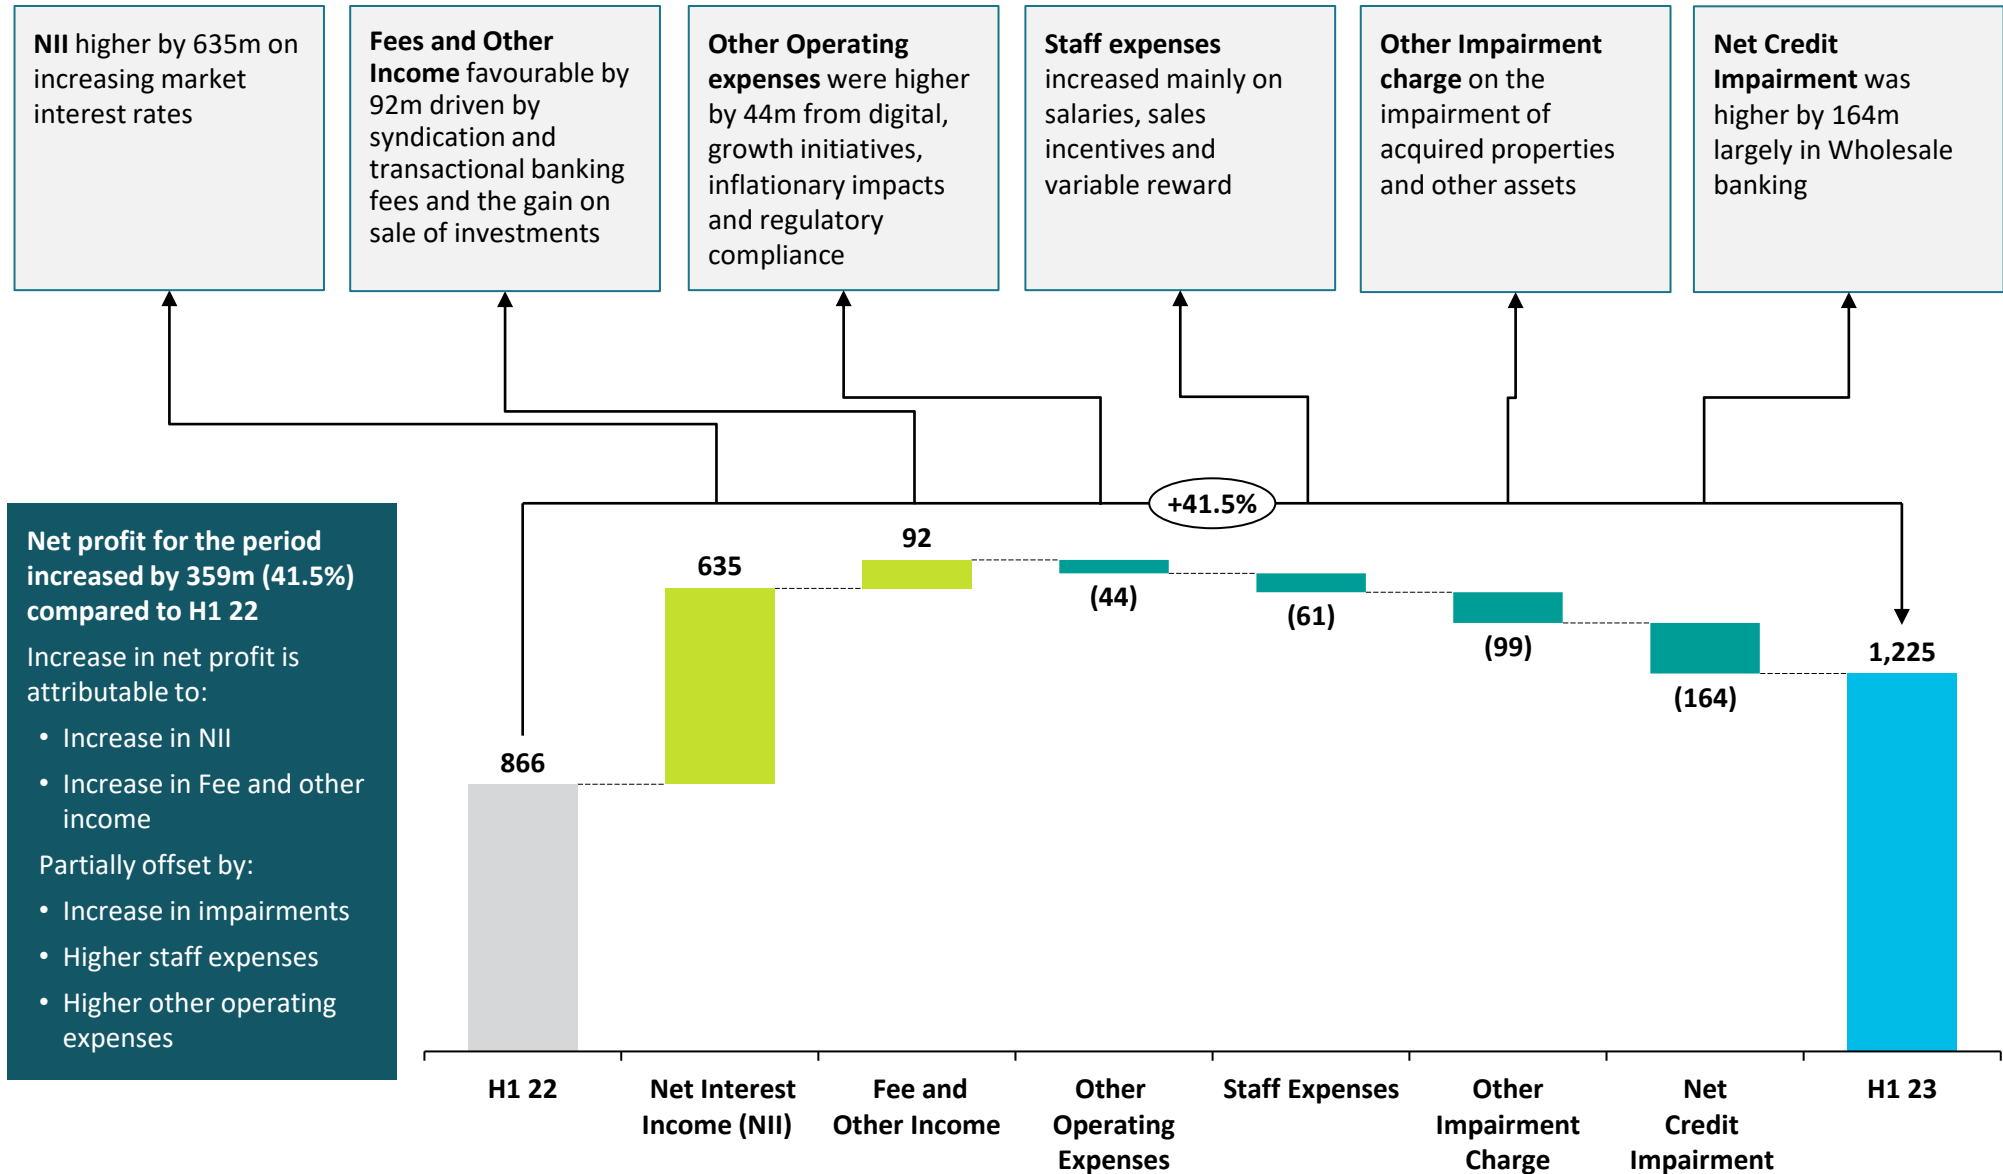 NII higher by 635m on
increasing market
interest rates
Fees and Other
Income favourable by
92m driven by
syndication and
transactional banking
fees and the gain on
sale of investments
Other Operating
expenses were higher
by 44m from digital,
growth initiatives,
inflationary impacts
and regulatory
compliance
Staff expenses
increased mainly on
salaries, sales
incentives and
variable reward
Other Impairment
charge on the
impairment of
acquired properties
and other assets
Net Credit
Impairment was
higher by 164m
largely in Wholesale
banking
Net profit for the period
increased by 359m (41.5%)
compared to H1 22
Increase in net profit is
attributable to:
• Increase in NII
• Increase in Fee and other
income
Partially offset by:
• Increase in impairments
• Higher staff expenses
• Higher other operating
expenses
+41.5%
866
635
92
(44)
(61)
(99)
(164)
1,225
H1 22
Net Interest
Income (NII)
Fee and
Other Income
Other
Operating
Expenses
Staff Expenses
Other
Impairment
Charge
Net
Credit
Impairment
H1 23